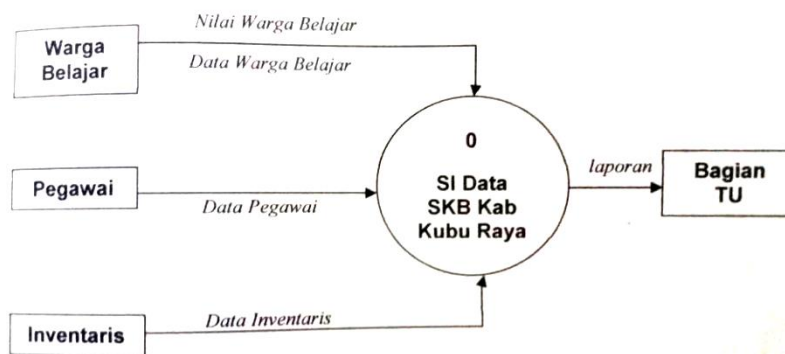 Nilai Warga Belajar
Warga
Belajar
Data Warga Belajar
0
SI Data
SKB Kab
Kubu Raya
laporan
Bagian
TU
Pegawai
Data Pegawai
Inventaris
Data Inventaris